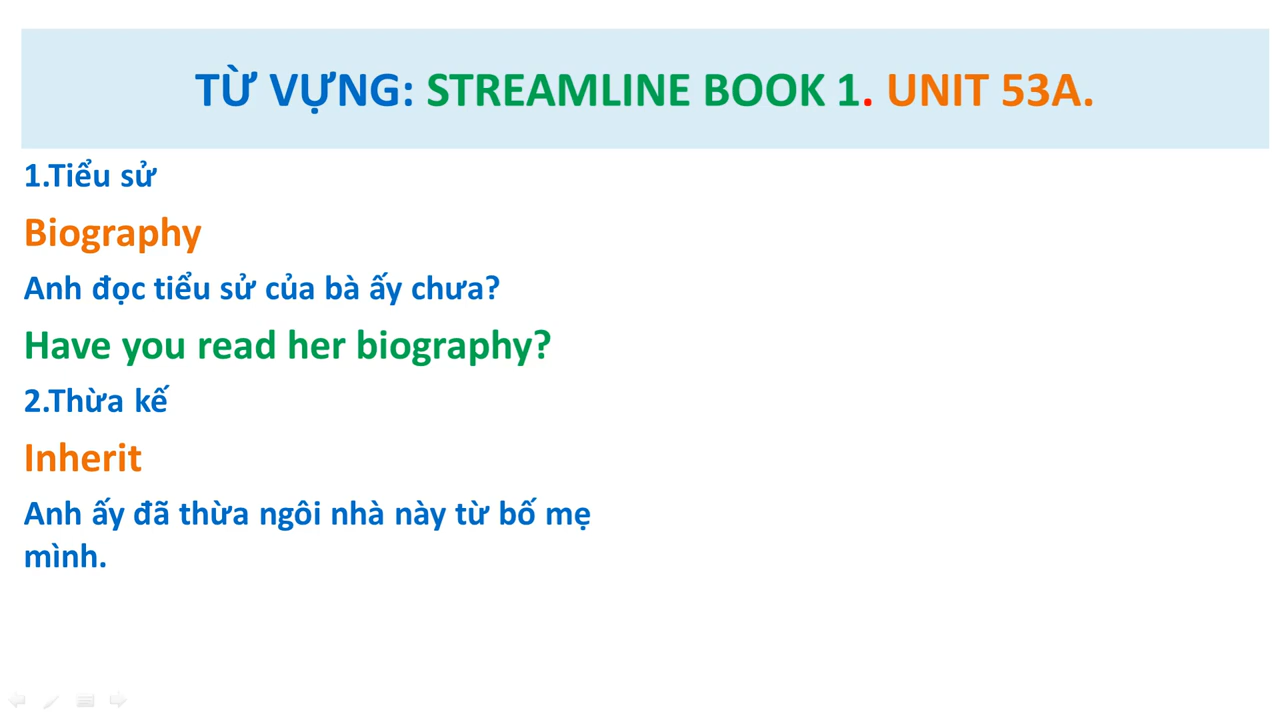 TỪ VỰNG: STREAMLINE BOOK 1. UNIT 53A.
1.Tiểu sử
Biography
Anh đọc tiểu sử của bà ấy chưa?
Have you read her biography?
2.Thừa kế
Inherit
Anh ấy đã thừa ngôi nhà này từ bố mẹ
mình.